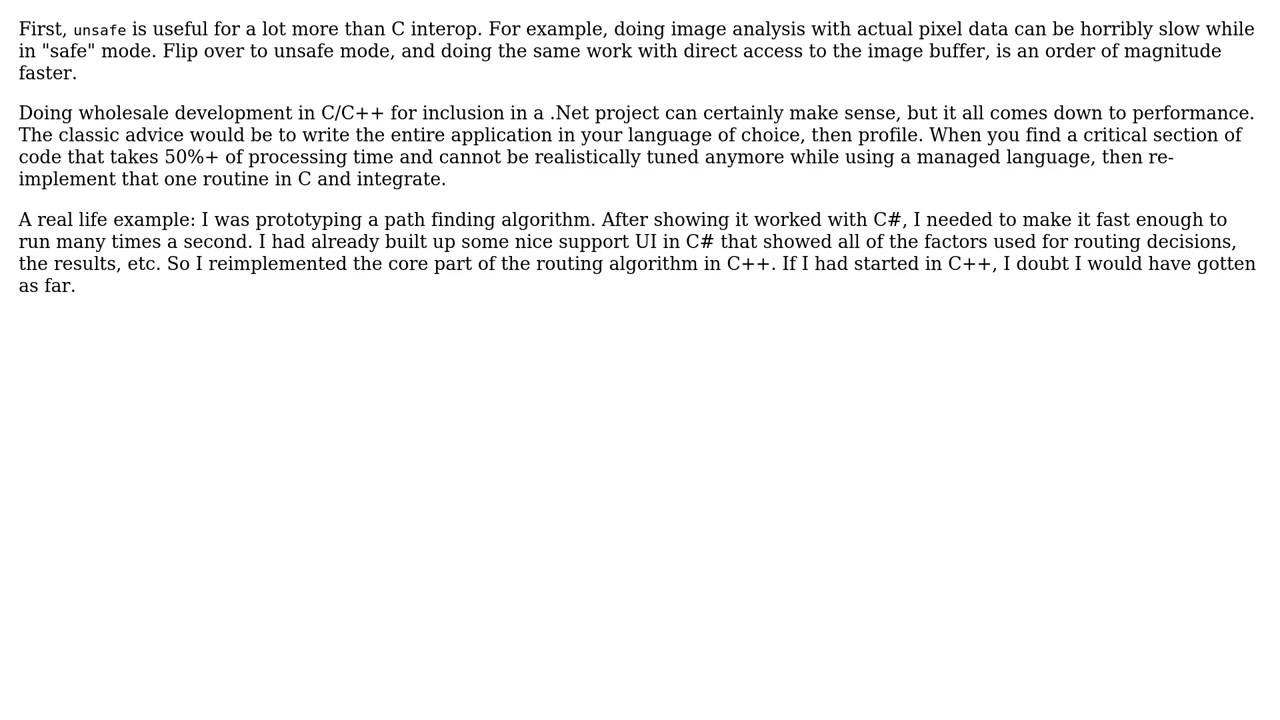 First, unsafe is useful for a lot more than C interop. For example, doing image analysis with actual pixel data can be horribly slow while
in "safe" mode. Flip over to unsafe mode, and doing the same work with direct access to the image buffer, is an order of magnitude
faster.
Doing wholesale development in C/C++ for inclusion in a .Net project can certainly make sense, but it all comes down to performance.
The classic advice would be to write the entire application in your language of choice, then profile. When you find a critical section of
code that takes 50%+ of processing time and cannot be realistically tuned anymore while using a managed language, then re-
implement that one routine in C and integrate.
A real life example: I was prototyping a path finding algorithm. After showing it worked with C#, I needed to make it fast enough to
run many times a second. I had already built up some nice support UI in C# that showed all of the factors used for routing decisions,
the results, etc. So I reimplemented the core part of the routing algorithm in C++. If I had started in C++, I doubt I would have gotten
as far.